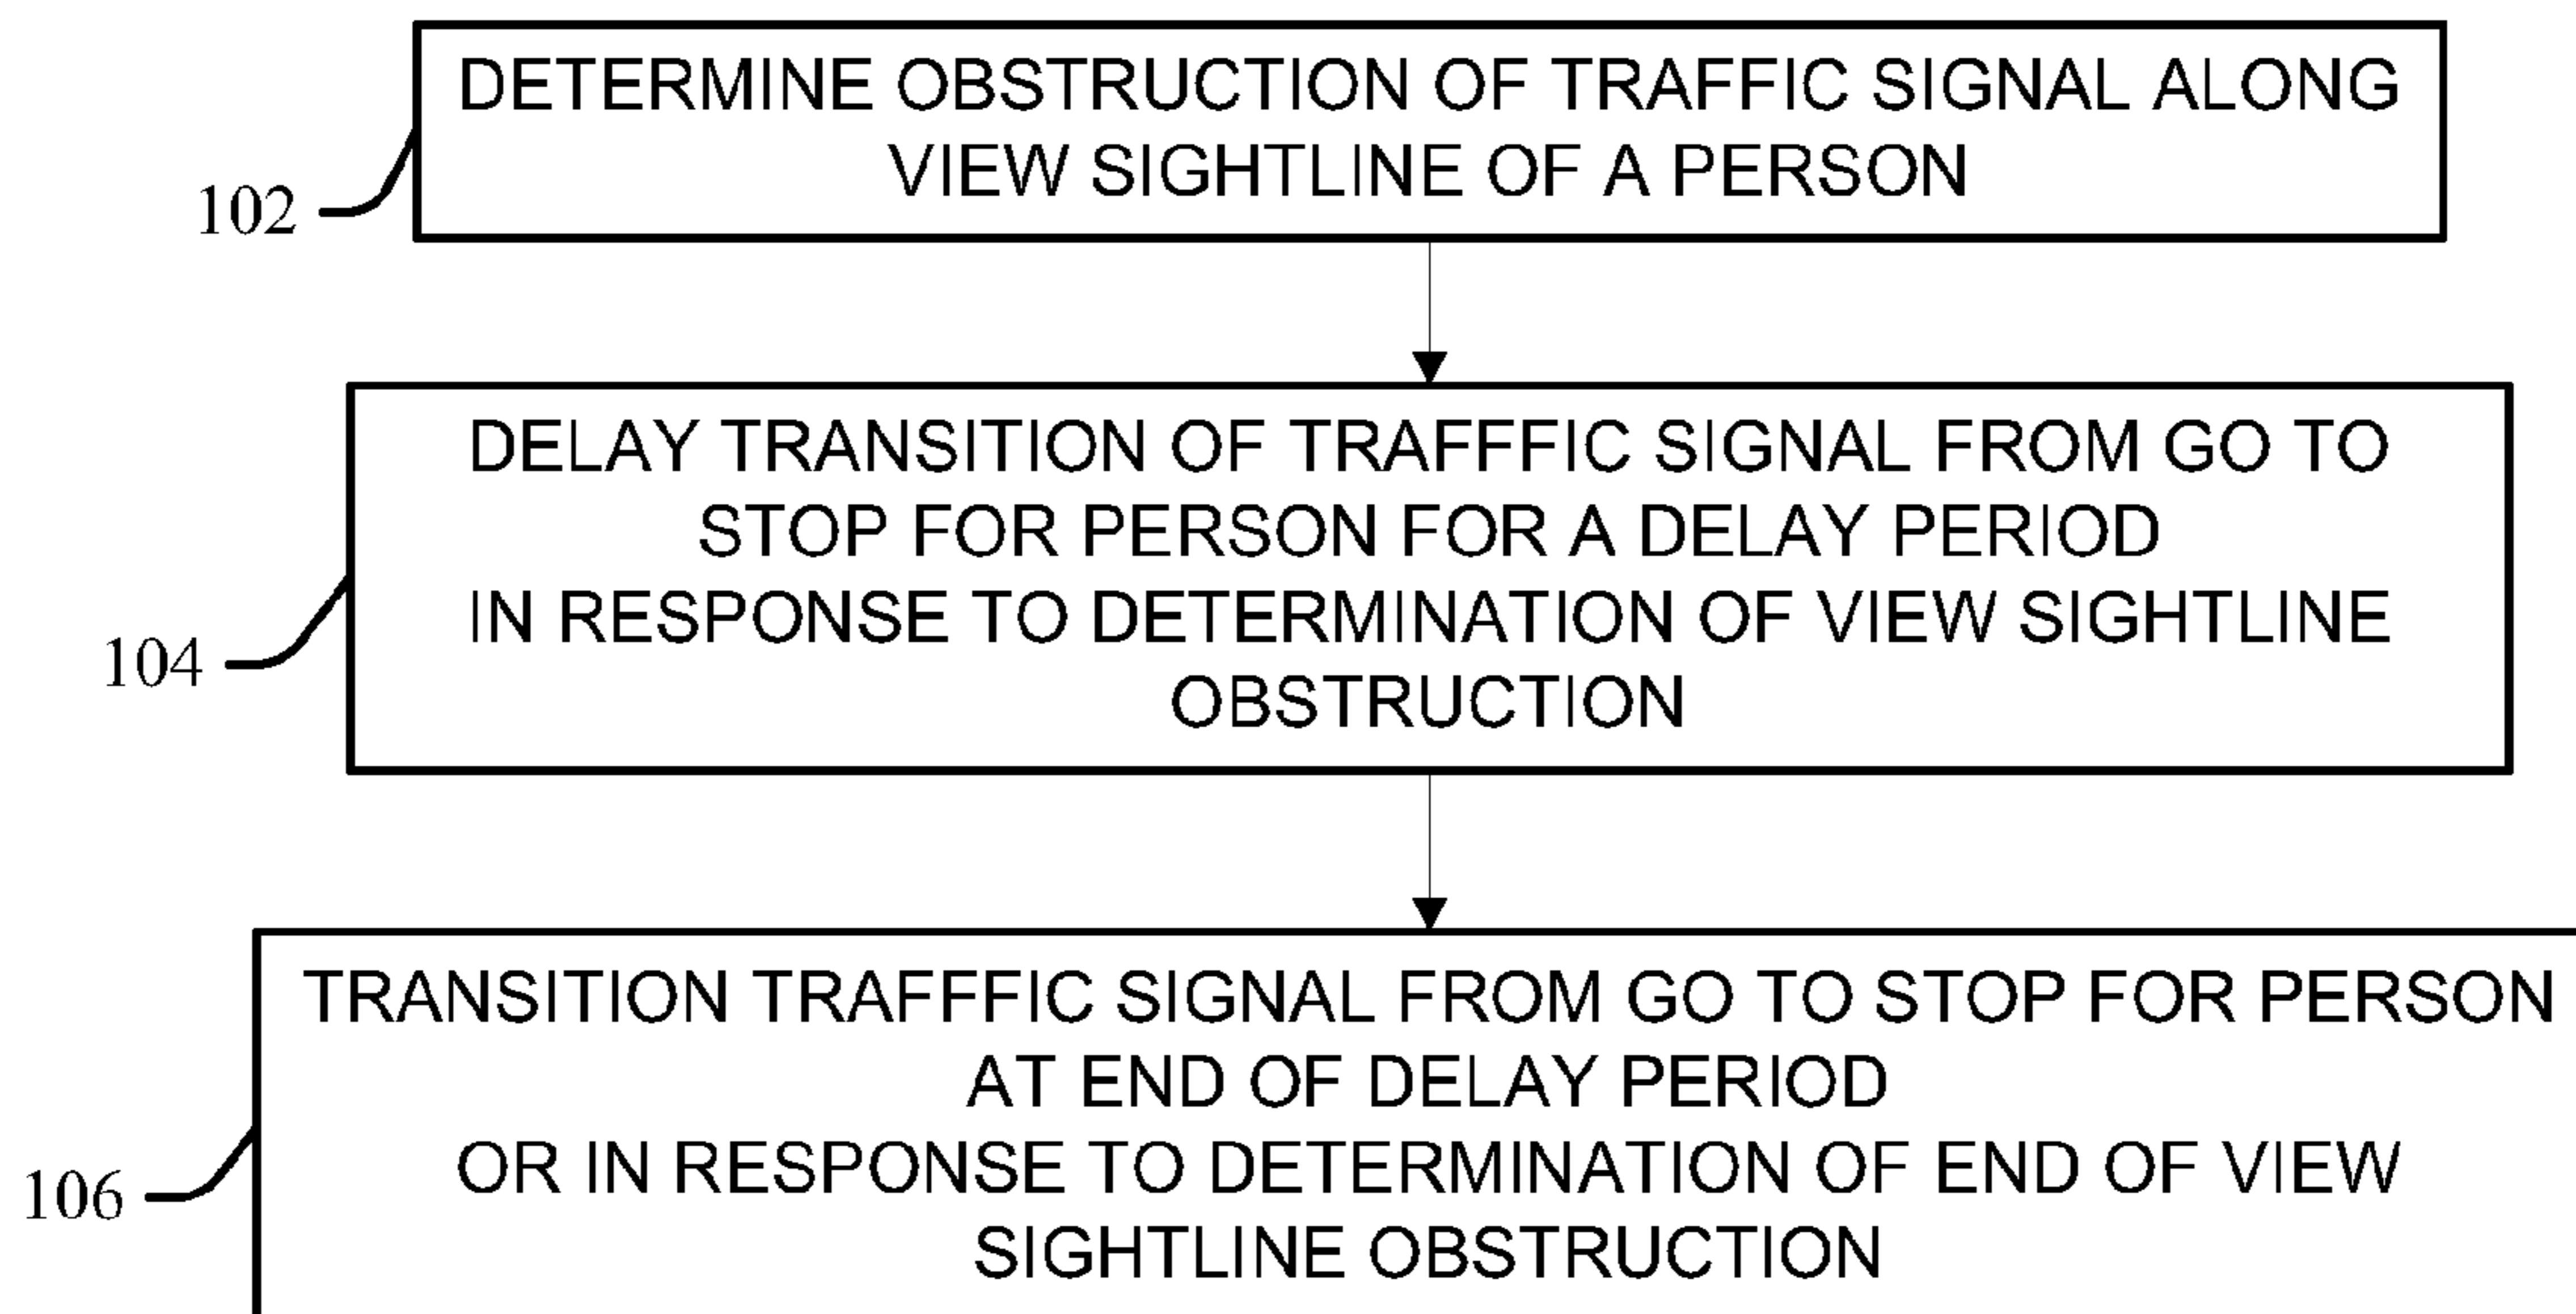 DETERMINE OBSTRUCTION OF TRAFFIC SIGNAL ALONG
VIEW SIGHTLINE OF A PERSON
102
DELAY TRANSITION OF TRAFFFIC SIGNAL FROM GO TO
STOP FOR PERSON FOR A DELAY PERIOD
IN RESPONSE TO DETERMINATION OF VIEW SIGHTLINE
OBSTRUCTION
104
TRANSITION TRAFFFIC SIGNAL FROM GO TO STOP FOR PERSON
AT END OF DELAY PERIOD
OR IN RESPONSE TO DETERMINATION OF END OF VIEW
SIGHTLINE OBSTRUCTION
106